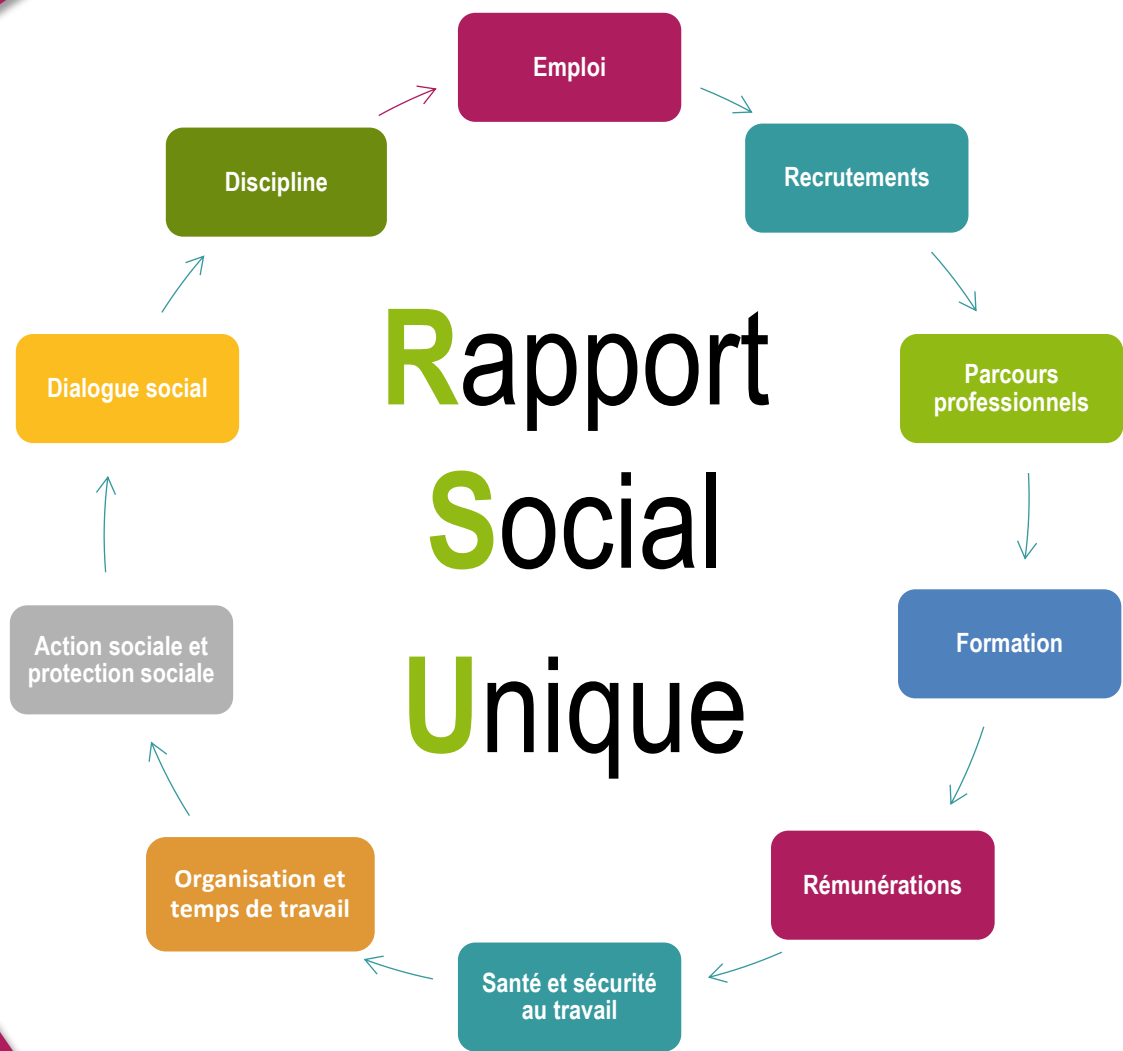 Emploi
Recrutements
Parcours
professionnels
Formation
Rémunérations
Santé et sécurité
au travail
Organisation et
temps de travail
Action sociale et
protection sociale
Dialogue social
Discipline
Rapport
Social
Unique